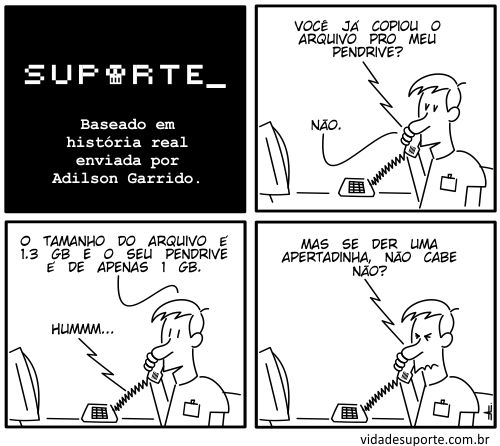 SUPORTE_
Baseado em
história real
enviada por
Adilson Garrido.
VOCÊ JÁ COPIOU O
ARQUIVO PRO MEU
PENDRIVE?
NÃO.
O TAMANHO DO ARQUIVO É
1.3 GB E O SEU PENDRIVE
É DE APENAS 1 GB.
HUMMM...
MAS SE DER UMA
APERTADINHA, NÃO CABE
NÃO?
vidadesuporte.com.br